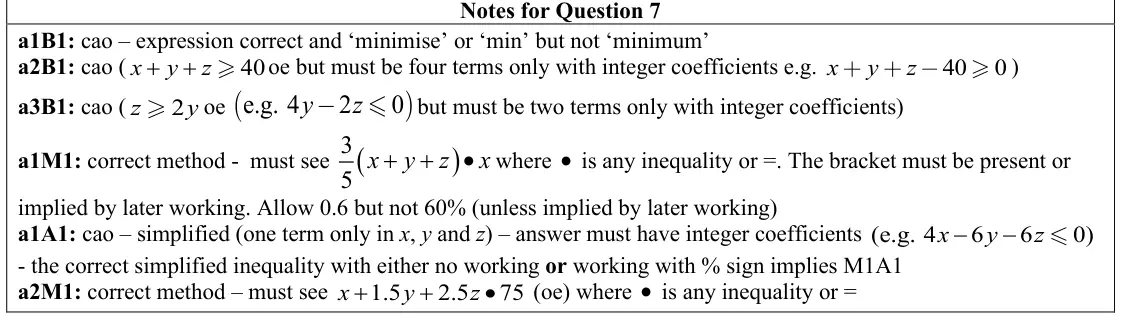 Notes for Question 7
a1B1: cao – expression correct and ‘minimise’ or ‘min’ but not ‘minimum’
a2B1: cao ( x + y + z ⩾ 40 oe but must be four terms only with integer coefficients e.g. x + y + z − 40 ⩾ 0 )
a3B1: cao ( z ⩾ 2y oe (e.g. 4y − 2z ⩽ 0) but must be two terms only with integer coefficients)
a1M1: correct method - must see 3/5 (x + y + z) • x where • is any inequality or =. The bracket must be present or
implied by later working. Allow 0.6 but not 60% (unless implied by later working)
a1A1: cao – simplified (one term only in x, y and z) – answer must have integer coefficients (e.g. 4x − 6y − 6z ⩽ 0)
- the correct simplified inequality with either no working or working with % sign implies M1A1
a2M1: correct method – must see x + 1.5y + 2.5z • 75 (oe) where • is any inequality or =